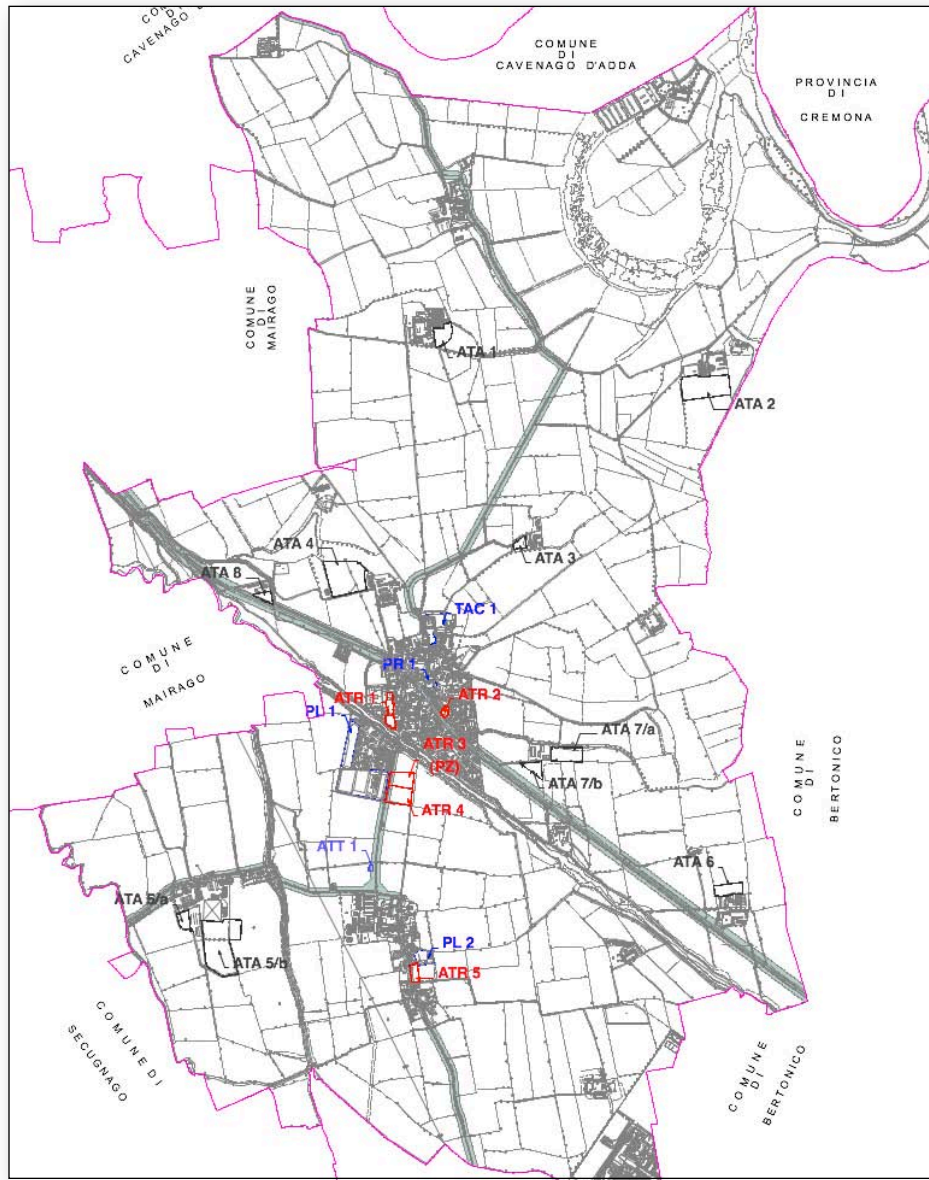 COMUNE
DI
CAVENAGO
COMUNE
DI
CAVENAGO D'ADDA
PROVINCIA
DI
CREMONA
COMUNE
DI
MAIRAGO
ATA 1
ATA 2
ATA 4
ATA 3
ATA 8
TAC 1
COMUNE
DI
MAIRAGO
PR 1
ATR 1
ATR 2
PL 1
ATR 3
(PZ)
ATA 7/a
ATA 7/b
COMUNE
DI
BERTONICO
ATR 4
ATT 1
ATA 6
ATA 5/a
ATA 5/b
PL 2
ATR 5
COMUNE DI
SECUGNAGO
COMUNE
DI
BERTONICO